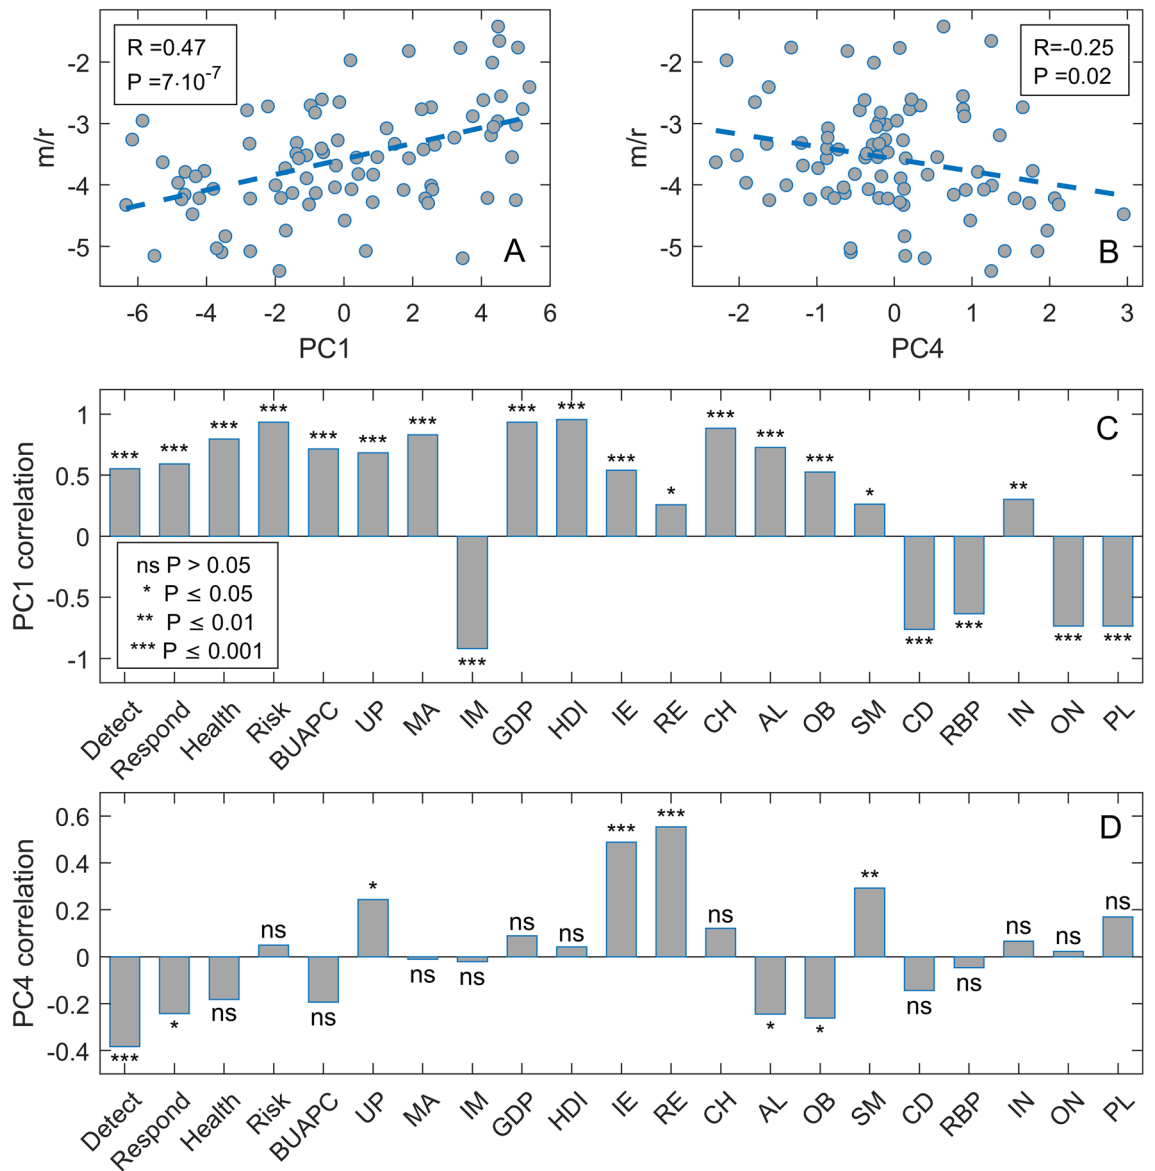 R =0.47
P =7·10-7
A
-2
-3
-4
-5
m/r
-6 -4 -2 0 2 4 6
PC1
R=-0.25
P =0.02
B
-2
-3
-4
-5
m/r
-2 -1 0 1 2 3
PC4
C
1
0.5
0
-0.5
-1
PC1 correlation
*** *** *** *** *** *** *** *** *** *** *** * *** *** *** * *** *** ** *** ***
ns P > 0.05
* P ≤ 0.05
** P ≤ 0.01
*** P ≤ 0.001
Detect Respond Health Risk BUAPC UP MA IM GDP HDI IE RE CH AL OB SM CD RBP IN ON PL
D
0.6
0.4
0.2
0
-0.2
-0.4
PC4 correlation
*** * ns ns ns * ns ns ns ns *** *** ns * * ** ns ns ns ns ns
Detect Respond Health Risk BUAPC UP MA IM GDP HDI IE RE CH AL OB SM CD RBP IN ON PL